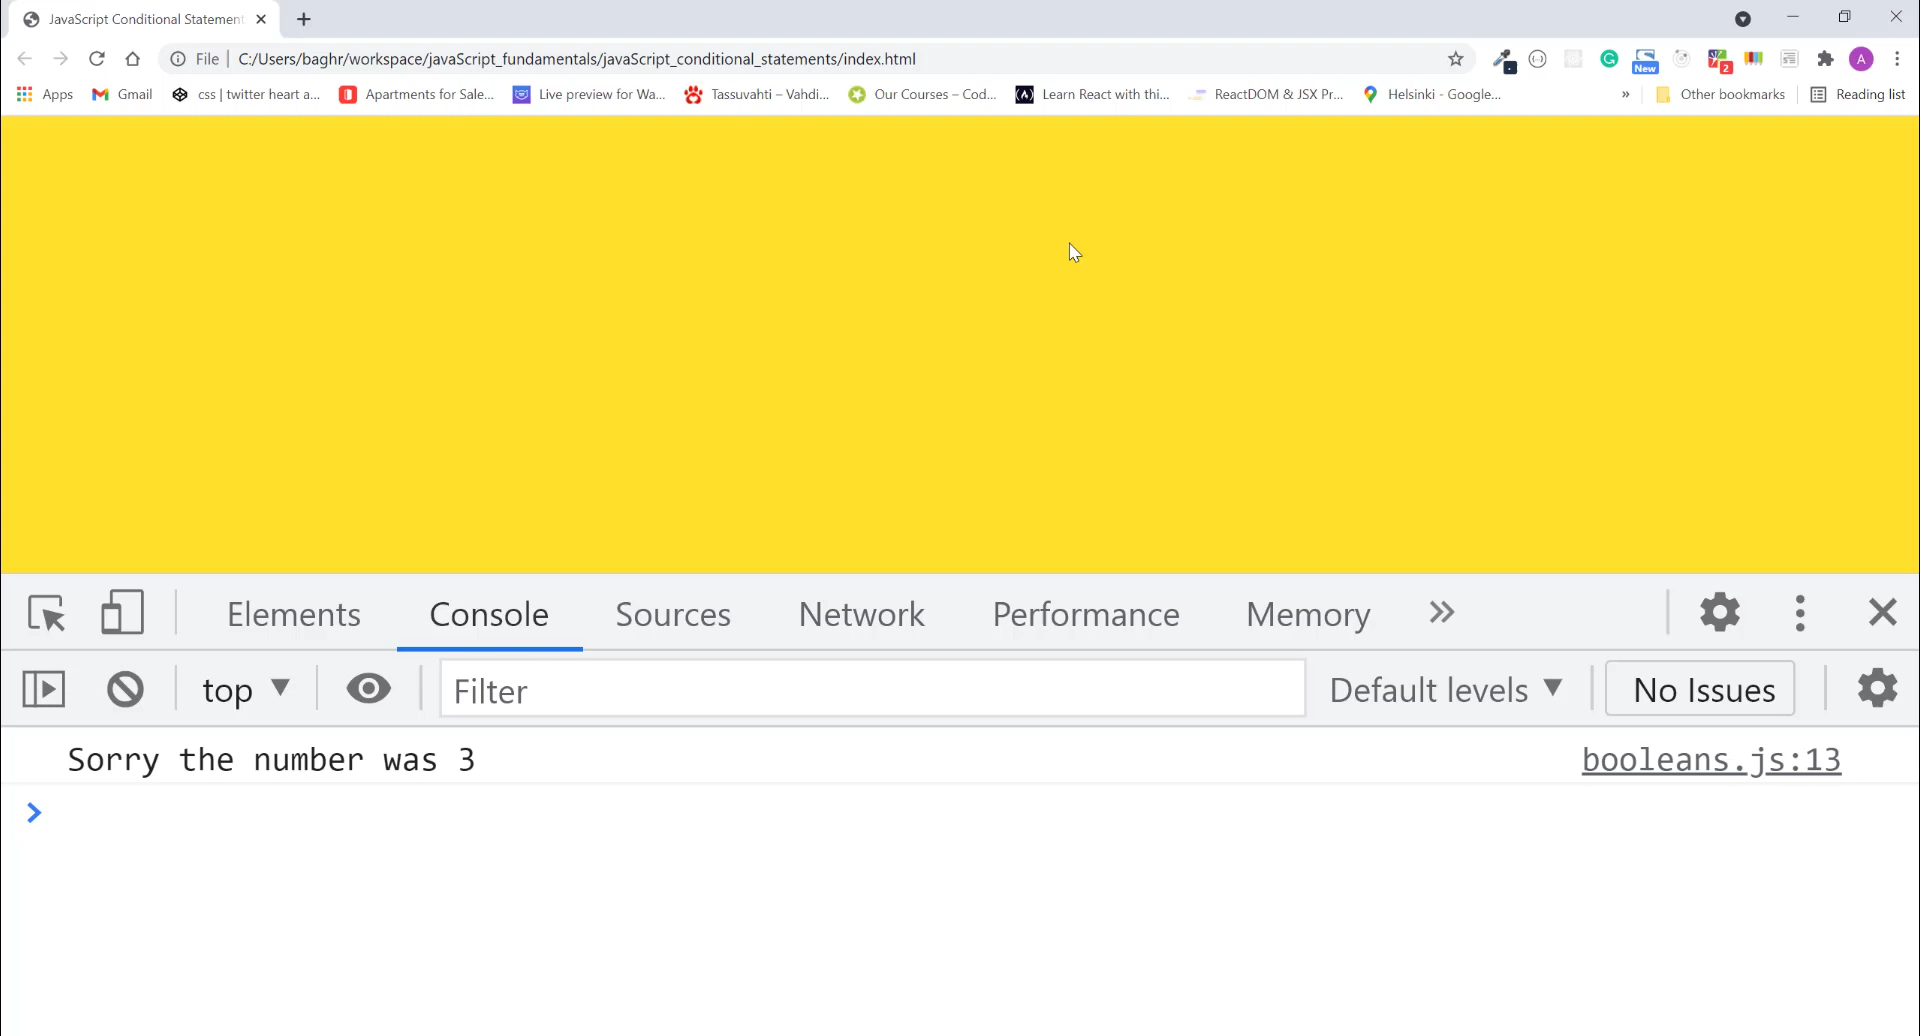 JavaScript Conditional Statement
File | C:/Users/baghr/workspace/javaScript_fundamentals/javaScript_conditional_statements/index.html
New
2
A
Apps Gmail css | twitter heart a... Apartments for Sale... Live preview for Wa... Tassuvahti – Vahdi... Our Courses – Cod... Learn React with thi... ReactDOM & JSX Pr... Helsinki - Google... » Other bookmarks Reading list
Elements Console Sources Network Performance Memory »
top Filter Default levels No Issues
Sorry the number was 3 booleans.js:13